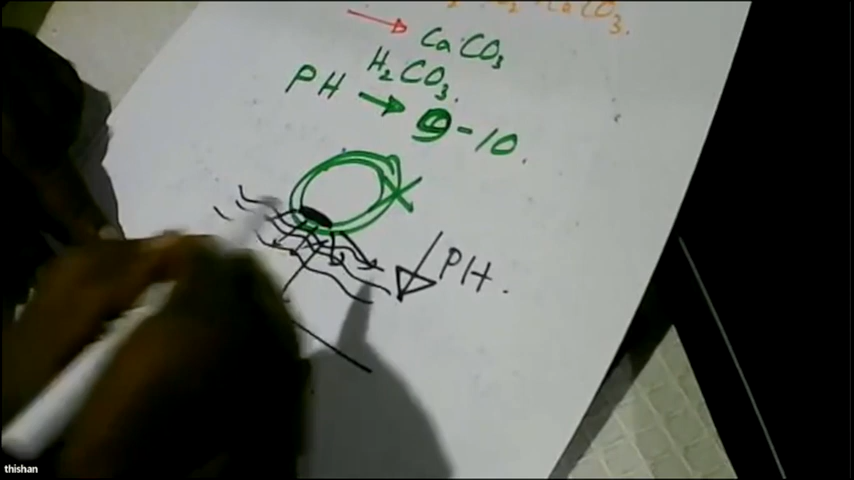 CaCO3
H2CO3.
PH → 9-10.
PH.
thishan